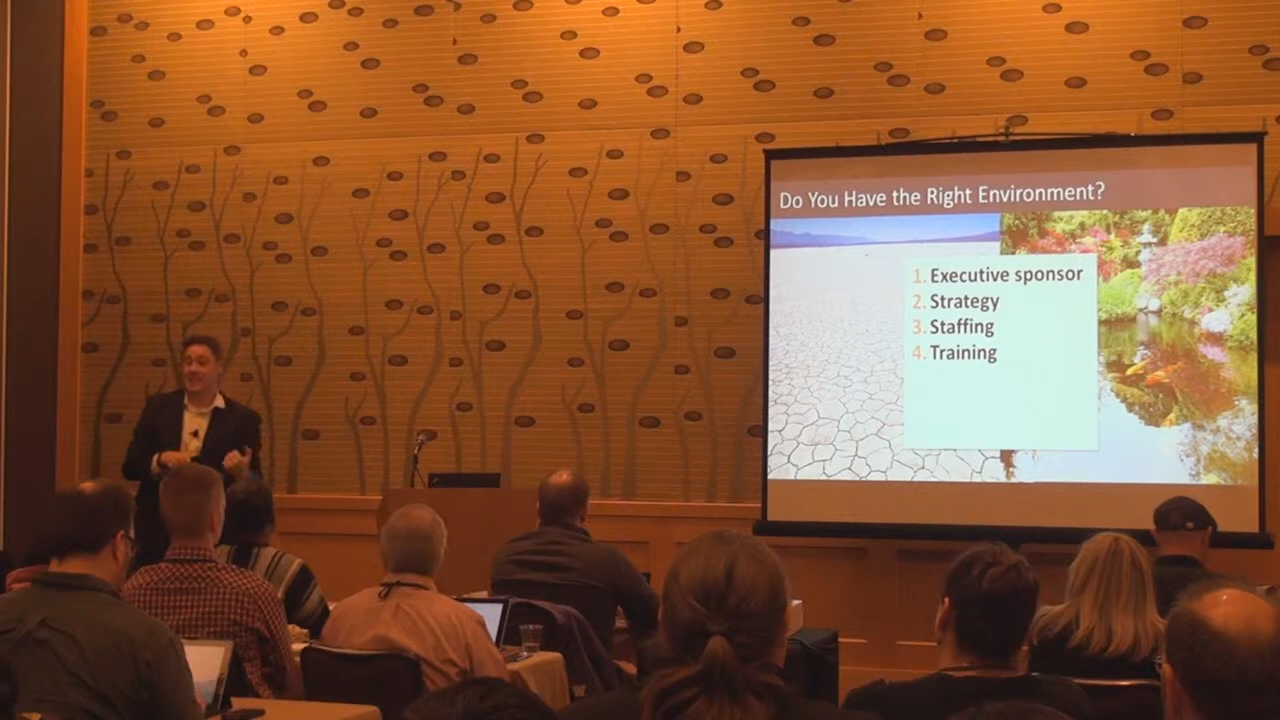 Do You Have the Right Environment?
1. Executive sponsor
2. Strategy
3. Staffing
4. Training